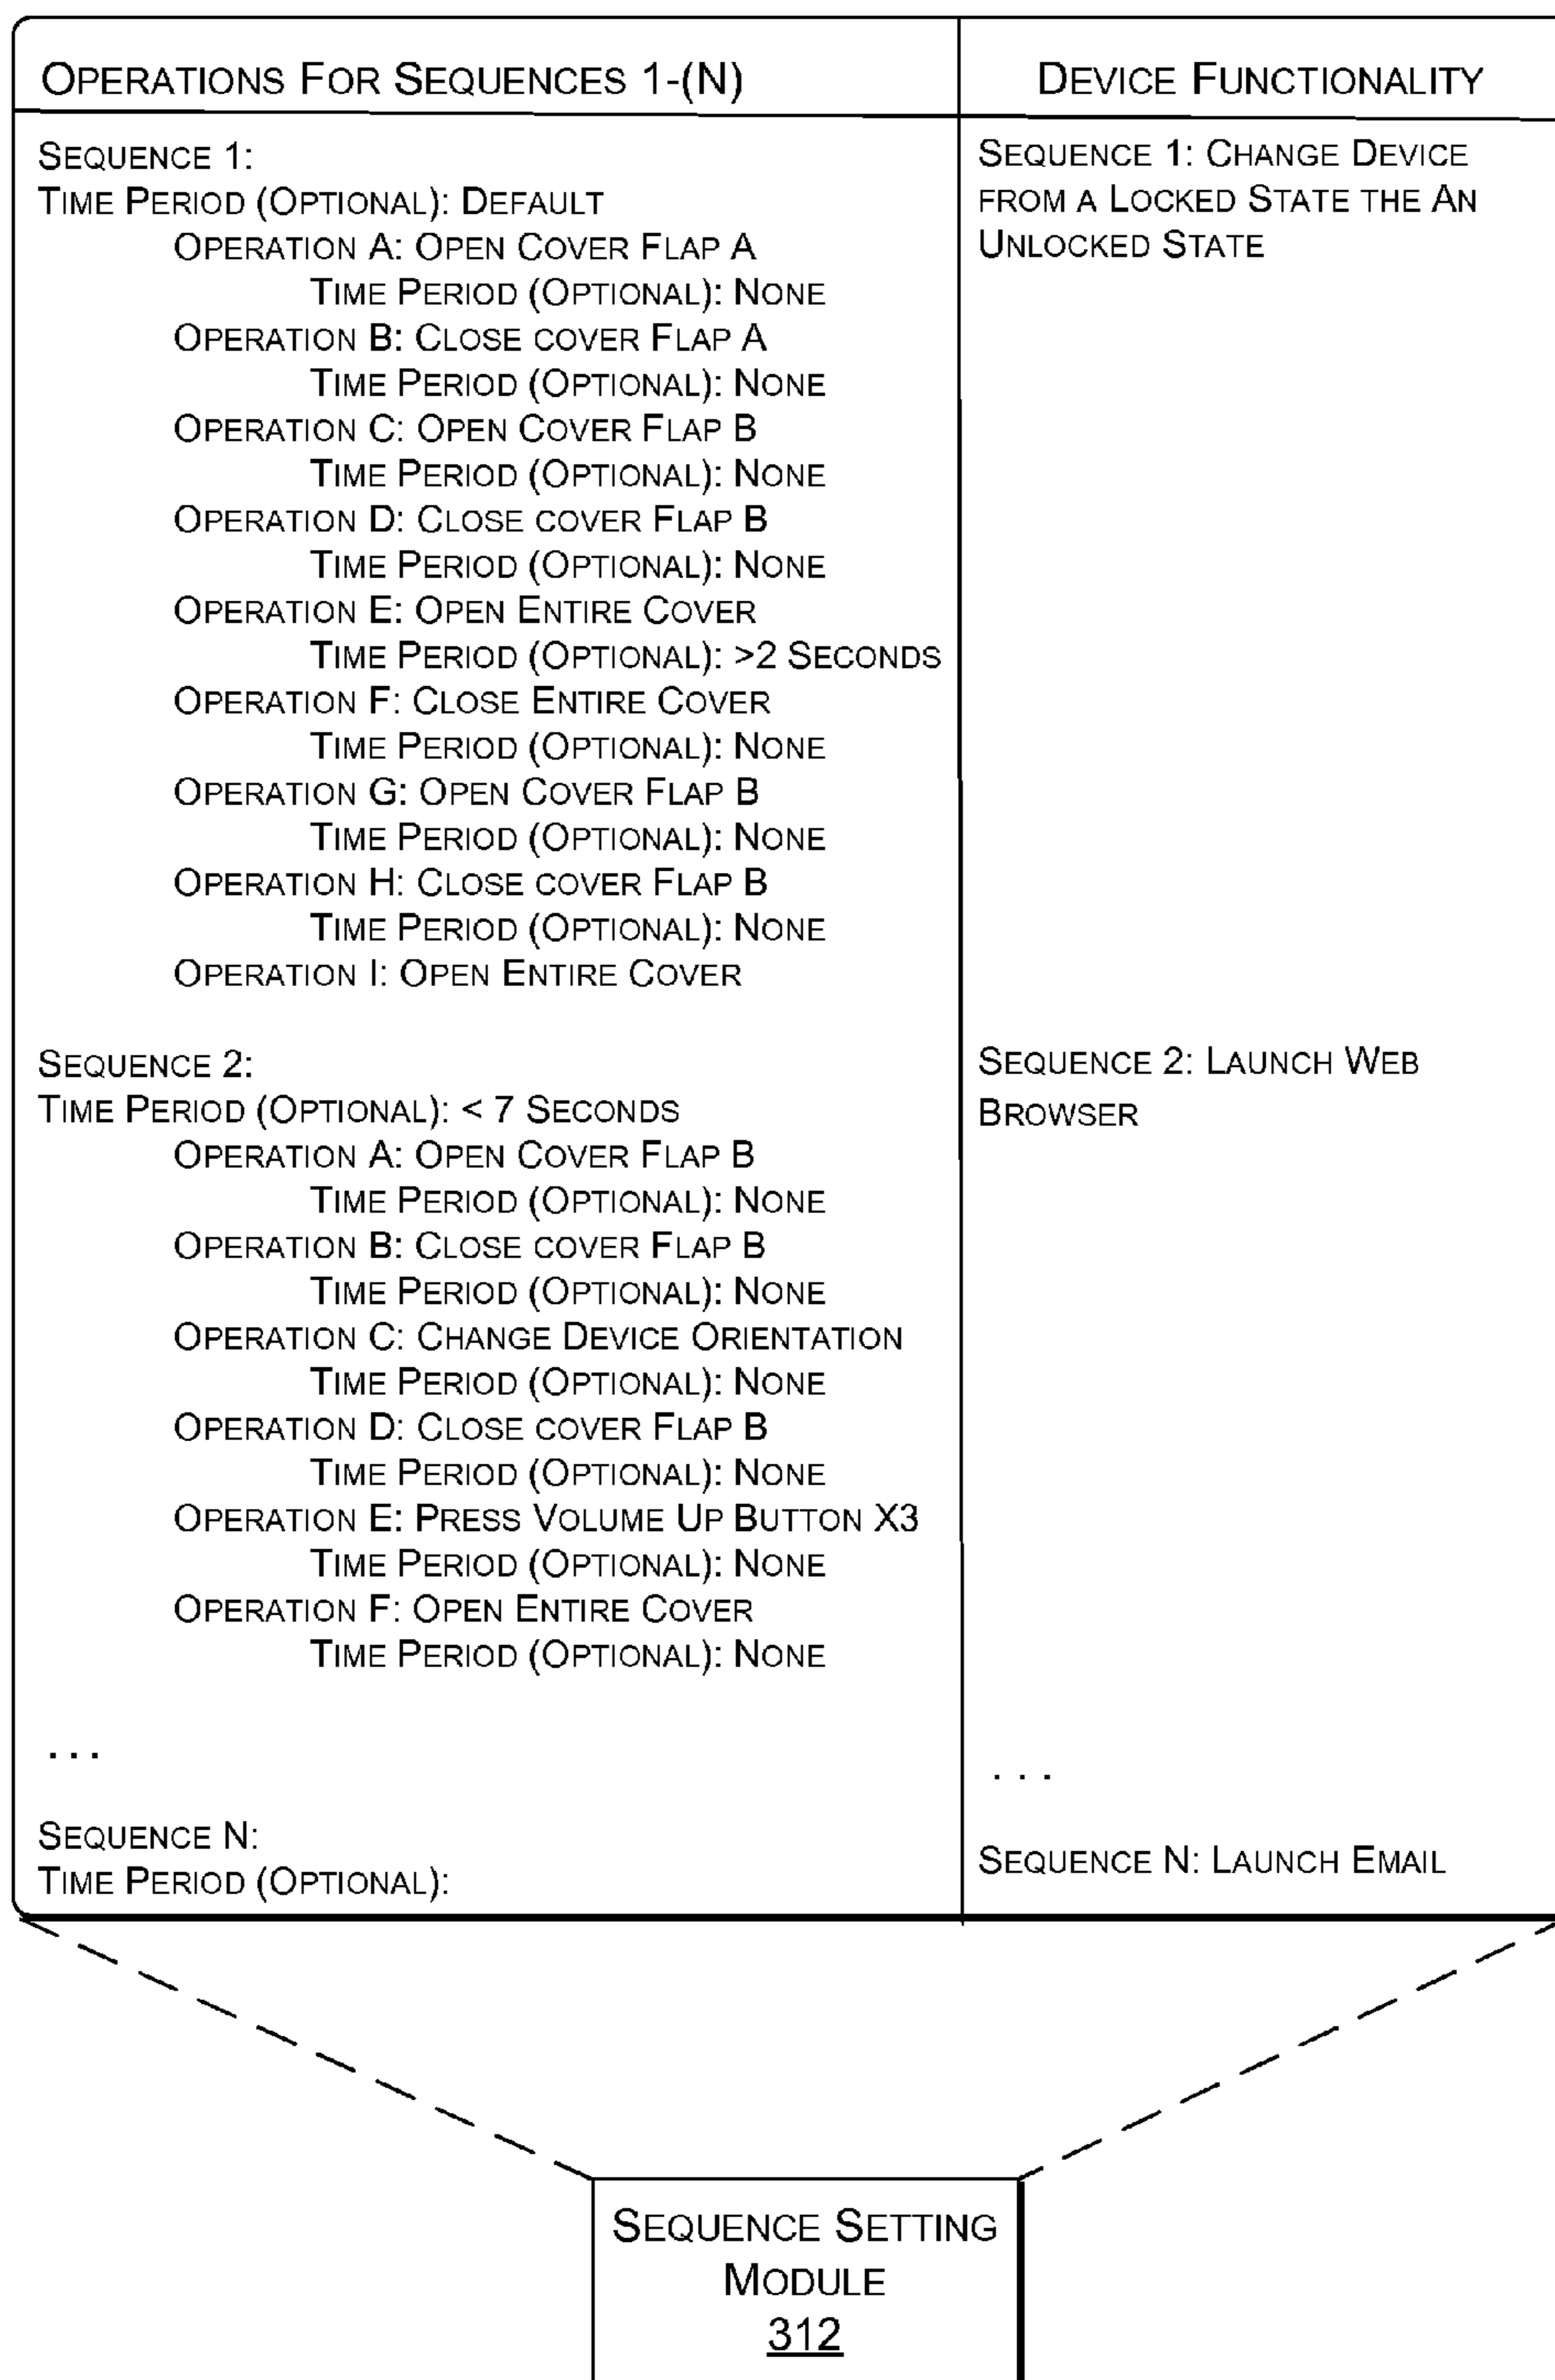 OPERATIONS FOR SEQUENCES 1-(N)
DEVICE FUNCTIONALITY
SEQUENCE 1:
TIME PERIOD (OPTIONAL): DEFAULT
OPERATION A: OPEN COVER FLAP A
TIME PERIOD (OPTIONAL): NONE
OPERATION B: CLOSE COVER FLAP A
TIME PERIOD (OPTIONAL): NONE
OPERATION C: OPEN COVER FLAP B
TIME PERIOD (OPTIONAL): NONE
OPERATION D: CLOSE COVER FLAP B
TIME PERIOD (OPTIONAL): NONE
OPERATION E: OPEN ENTIRE COVER
TIME PERIOD (OPTIONAL): >2 SECONDS
OPERATION F: CLOSE ENTIRE COVER
TIME PERIOD (OPTIONAL): NONE
OPERATION G: OPEN COVER FLAP B
TIME PERIOD (OPTIONAL): NONE
OPERATION H: CLOSE COVER FLAP B
TIME PERIOD (OPTIONAL): NONE
OPERATION I: OPEN ENTIRE COVER
SEQUENCE 1: CHANGE DEVICE
FROM A LOCKED STATE THE AN
UNLOCKED STATE
SEQUENCE 2:
TIME PERIOD (OPTIONAL): < 7 SECONDS
OPERATION A: OPEN COVER FLAP B
TIME PERIOD (OPTIONAL): NONE
OPERATION B: CLOSE COVER FLAP B
TIME PERIOD (OPTIONAL): NONE
OPERATION C: CHANGE DEVICE ORIENTATION
TIME PERIOD (OPTIONAL): NONE
OPERATION D: CLOSE COVER FLAP B
TIME PERIOD (OPTIONAL): NONE
OPERATION E: PRESS VOLUME UP BUTTON X3
TIME PERIOD (OPTIONAL): NONE
OPERATION F: OPEN ENTIRE COVER
TIME PERIOD (OPTIONAL): NONE
SEQUENCE 2: LAUNCH WEB
BROWSER
. . .
. . .
SEQUENCE N:
TIME PERIOD (OPTIONAL):
SEQUENCE N: LAUNCH EMAIL
SEQUENCE SETTING
MODULE
312